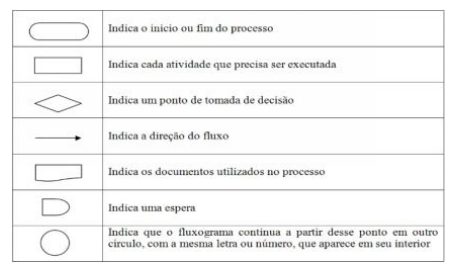 Indica o inicio ou fim do processo
Indica cada atividade que precisa ser executada
Indica um ponto de tomada de decisão
Indica a direção do fluxo
Indica os documentos utilizados no processo
Indica uma espera
Indica que o fluxograma continua a partir desse ponto em outro
círculo, com a mesma letra ou número, que aparece em seu interior